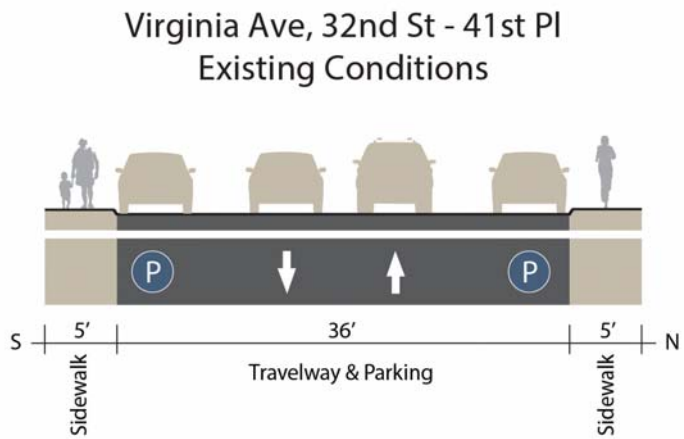 Virginia Ave, 32nd St - 41st Pl
Existing Conditions
P
P
S
5’
36’
5’
N
Sidewalk
Travelway & Parking
Sidewalk